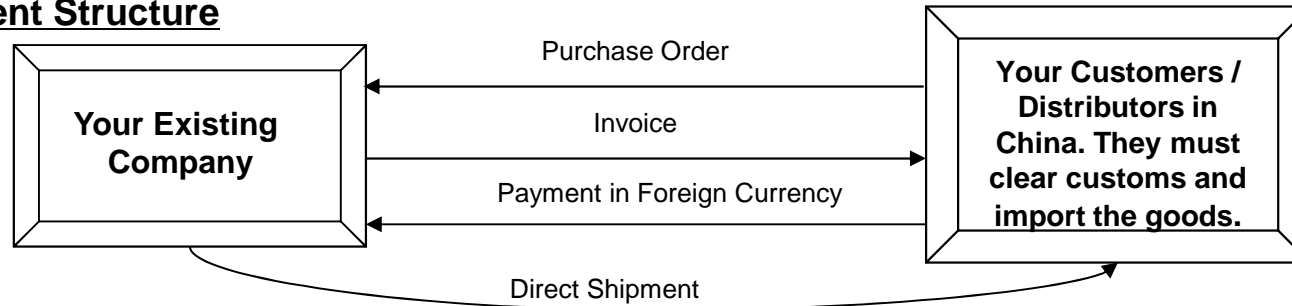 ent Structure
Purchase Order
Your Existing
Company
Invoice
Payment in Foreign Currency
Direct Shipment
Your Customers /
Distributors in
China. They must
clear customs and
import the goods.